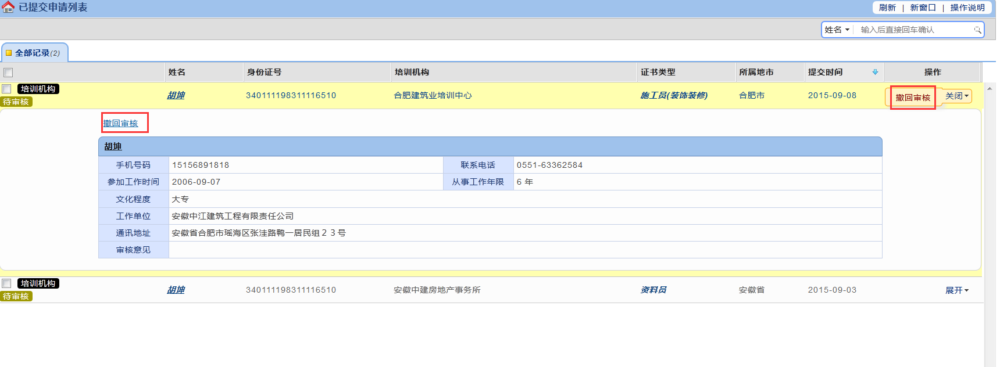 已提交申请列表
刷新 | 新窗口 | 操作说明
姓名 输入后直接回车确认
全部记录(2)
姓名 身份证号 培训机构 证书类型 所属地市 提交时间 操作
培训机构
待审核
胡坤 340111198311116510 合肥建筑业培训中心 施工员(装饰装修) 合肥市 2015-09-08 撤回审核 关闭
撤回审核
胡坤
手机号码 15156891818 联系电话 0551-63362584
参加工作时间 2006-09-07 从事工作年限 6 年
文化程度 大专
工作单位 安徽中江建筑工程有限责任公司
通讯地址 安徽省合肥市瑶海区张洼路鸭一居民组２３号
审核意见
培训机构
待审核
胡坤 340111198311116510 安徽中建房地产事务所 资料员 安徽省 2015-09-03 展开